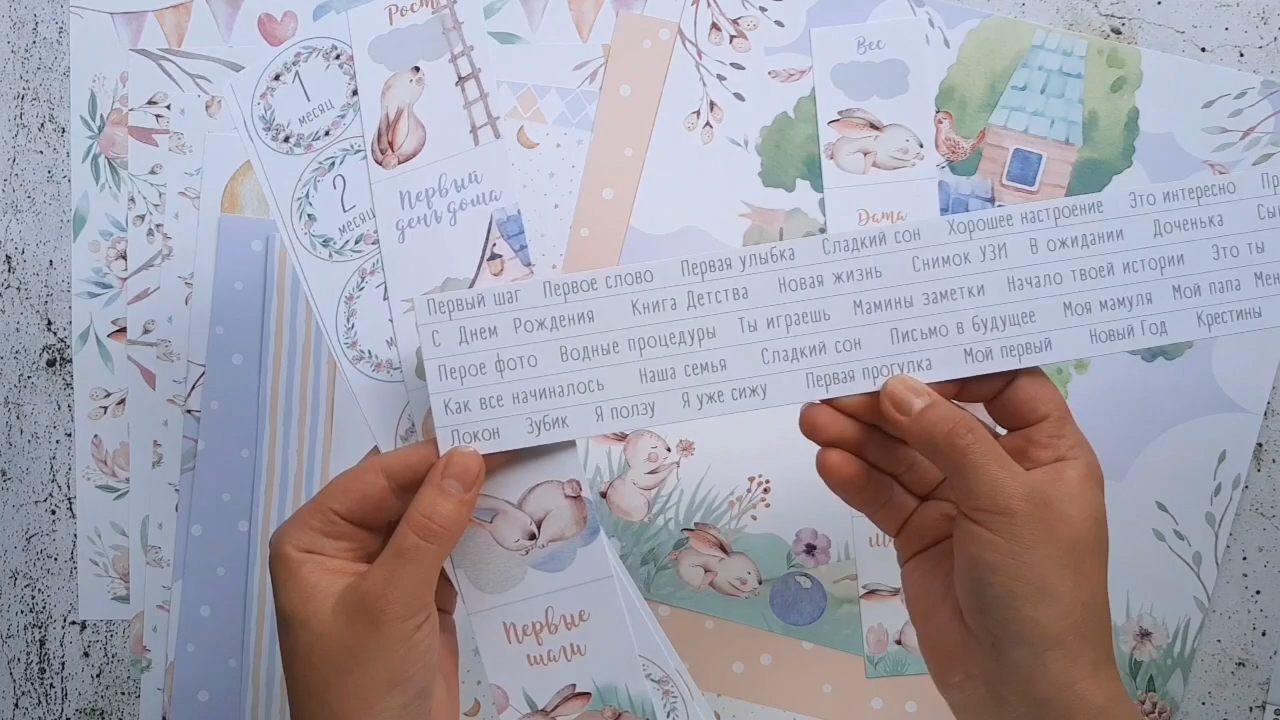 Рост
Вес
1
месяц
2
месяц
Первый
день дома
Дата
Первый шаг Первое слово Первая улыбка Сладкий сон Хорошее настроение Это интересно
С Днем Рождения Книга Детства Новая жизнь Снимок УЗИ В ожидании Доченька
Перое фото Водные процедуры Ты играешь Мамины заметки Начало твоей истории Это ты
Как все начиналось Наша семья Сладкий сон Письмо в будущее Моя мамуля Мой папа
Локон Зубик Я ползу Я уже сижу Первая прогулка Мой первый Новый Год Крестины
Первые
шаги